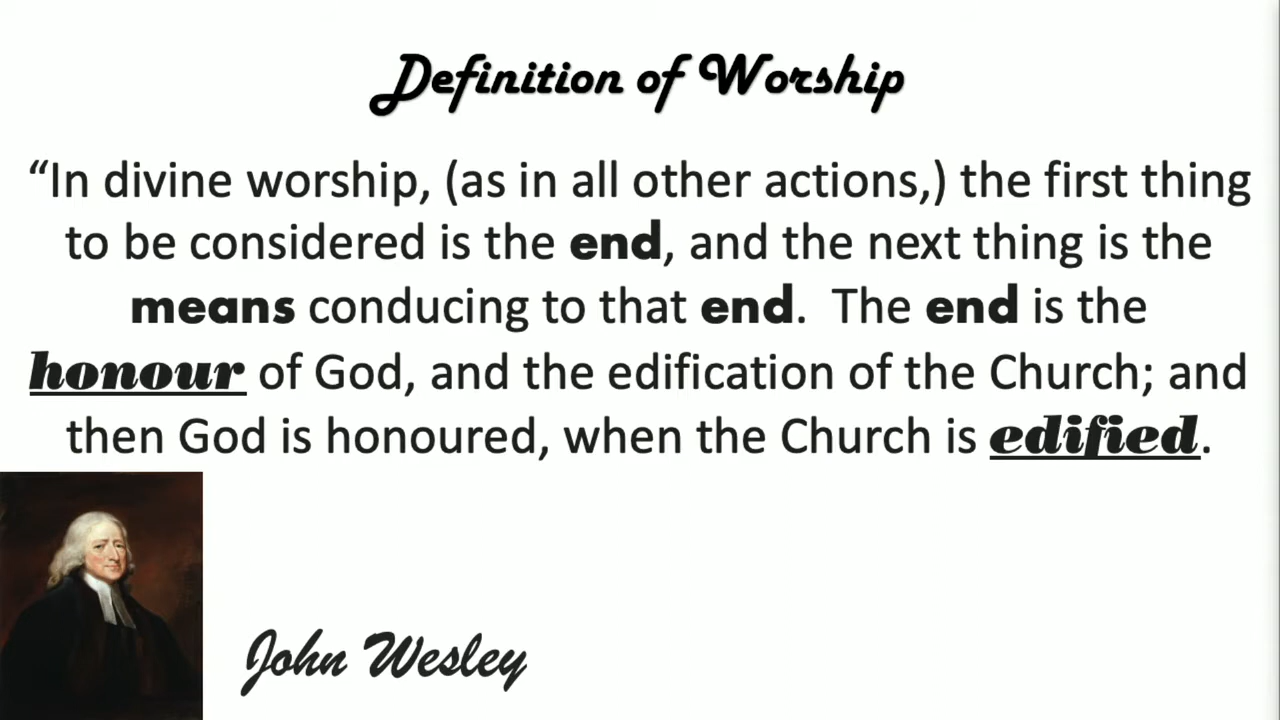 Definition of Worship
“In divine worship, (as in all other actions,) the first thing
to be considered is the end, and the next thing is the
means conducing to that end.  The end is the
honour of God, and the edification of the Church; and
then God is honoured, when the Church is edified.
John Wesley